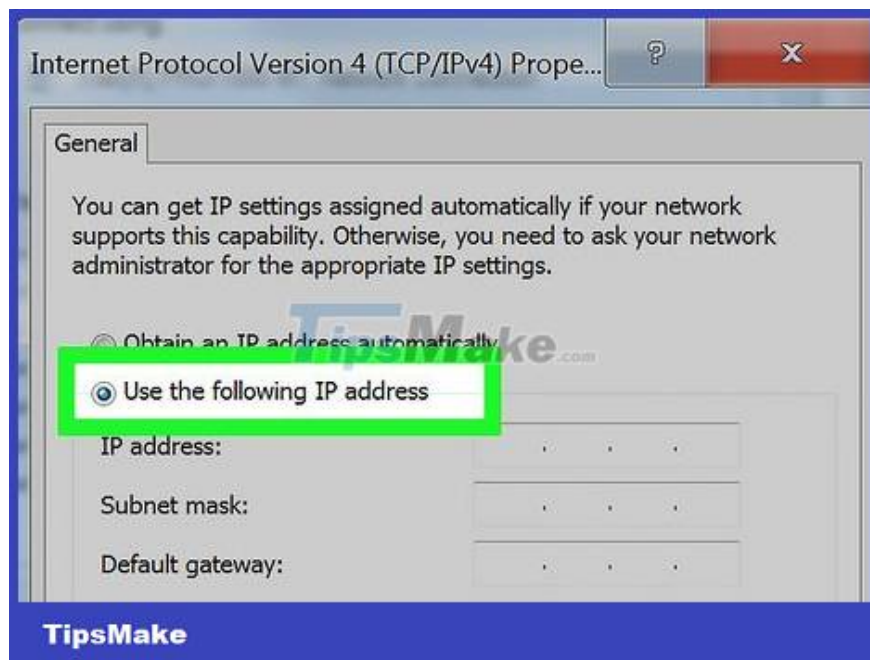 Internet Protocol Version 4 (TCP/IPv4) Prope...
General
You can get IP settings assigned automatically if your network
supports this capability. Otherwise, you need to ask your network
administrator for the appropriate IP settings.
TipsMake.com
Obtain an IP address automatically
Use the following IP address
IP address:
Subnet mask:
Default gateway:
TipsMake